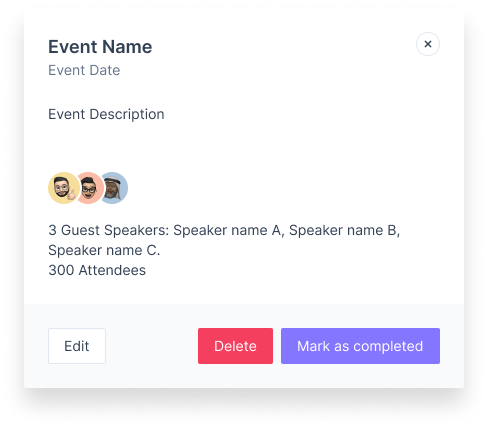 Event Name
Event Date
Event Description
3 Guest Speakers: Speaker name A, Speaker name B,
Speaker name C.
300 Attendees
Edit
Delete
Mark as completed